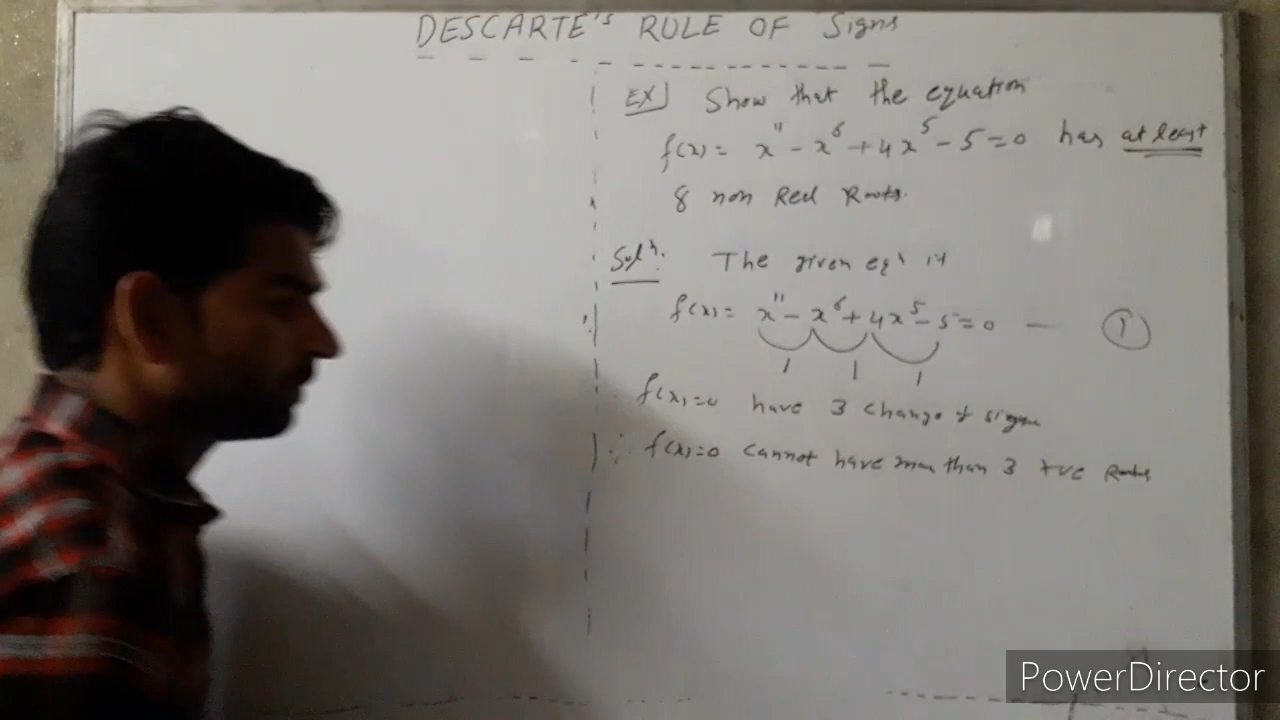 DESCARTE's RULE OF Signs
EX] Show that the equation
f(x) = x¹¹ - x⁶ + 4x⁵ - 5 = 0 has at least
8 non Real Roots.
Solⁿ: The given eqⁿ is
f(x) = x¹¹ - x⁶ + 4x⁵ - 5 = 0 — (1)
1 1 1
f(x)=0 have 3 change of sign
∴ f(x)=0 cannot have more than 3 +ve Roots
PowerDirector